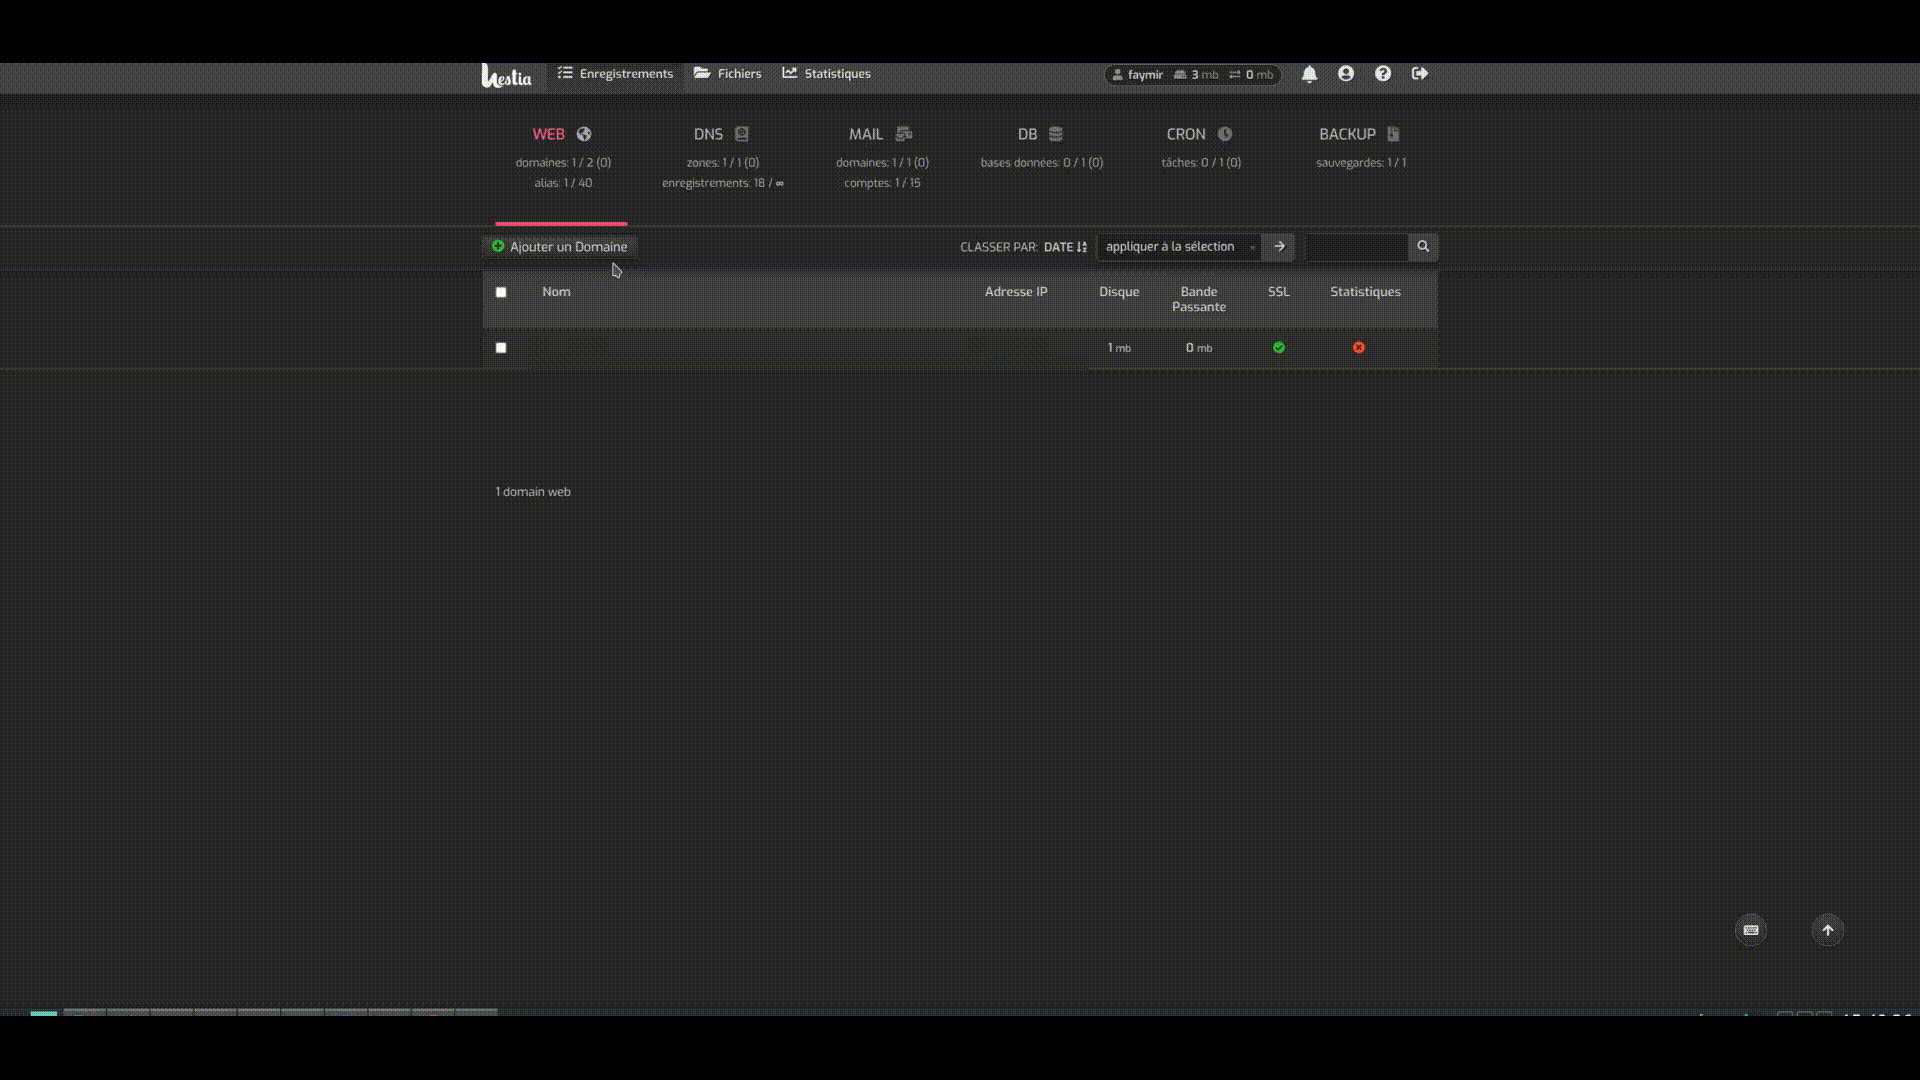 hestia Enregistrements Fichiers Statistiques faymir 3 mb 0 mb
WEB DNS MAIL DB CRON BACKUP
domaines: 1 / 2 (0) zones: 1 / 1 (0) domaines: 1 / 1 (0) bases données: 0 / 1 (0) tâches: 0 / 1 (0) sauvegardes: 1 / 1
alias: 1 / 40 enregistrements: 18 / ∞ comptes: 1 / 15
Ajouter un Domaine CLASSER PAR: DATE appliquer à la sélection
Nom Adresse IP Disque Bande Passante SSL Statistiques
1 mb 0 mb
1 domain web